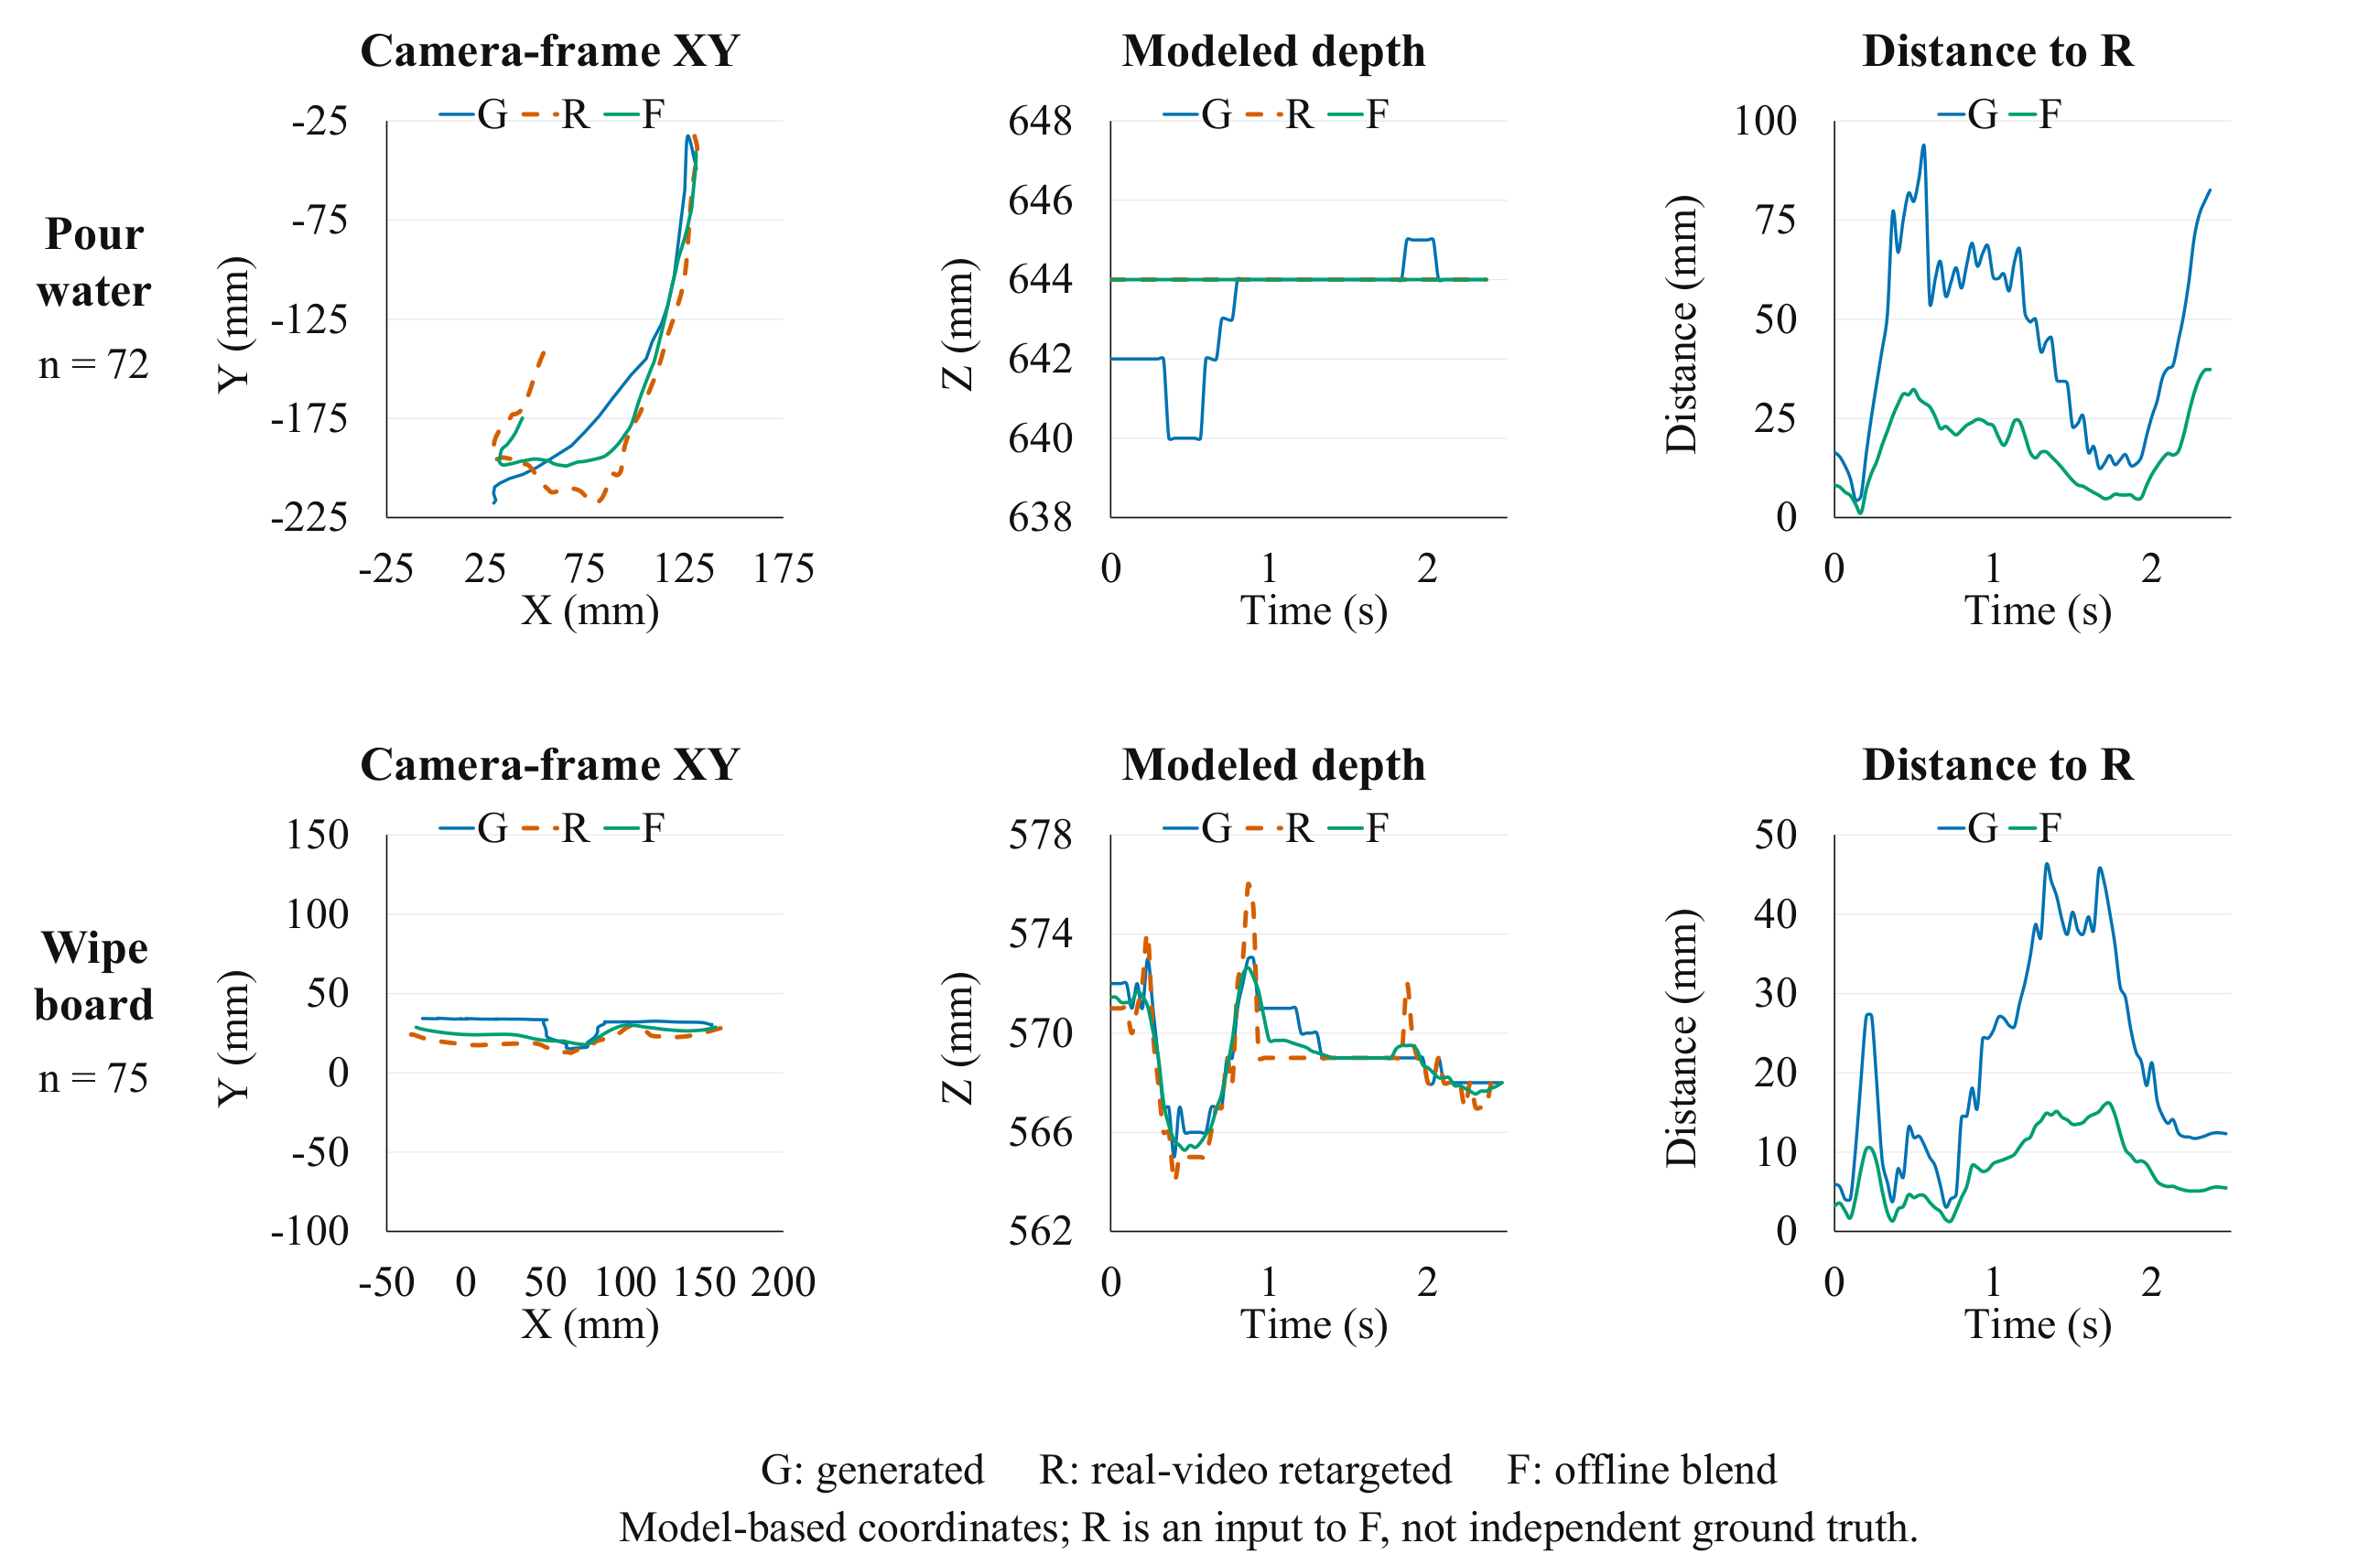 Camera-frame XY
Modeled depth
Distance to R
Pour
water
n = 72
G R F
-25
-75
-125
-175
-225
Y (mm)
-25 25 75 125 175
X (mm)
G R F
648
646
644
642
640
638
Z (mm)
0 1 2
Time (s)
G F
100
75
50
25
0
Distance (mm)
0 1 2
Time (s)
Camera-frame XY
Modeled depth
Distance to R
Wipe
board
n = 75
G R F
150
100
50
0
-50
-100
Y (mm)
-50 0 50 100 150 200
X (mm)
G R F
578
574
570
566
562
Z (mm)
0 1 2
Time (s)
G F
50
40
30
20
10
0
Distance (mm)
0 1 2
Time (s)
G: generated R: real-video retargeted F: offline blend
Model-based coordinates; R is an input to F, not independent ground truth.